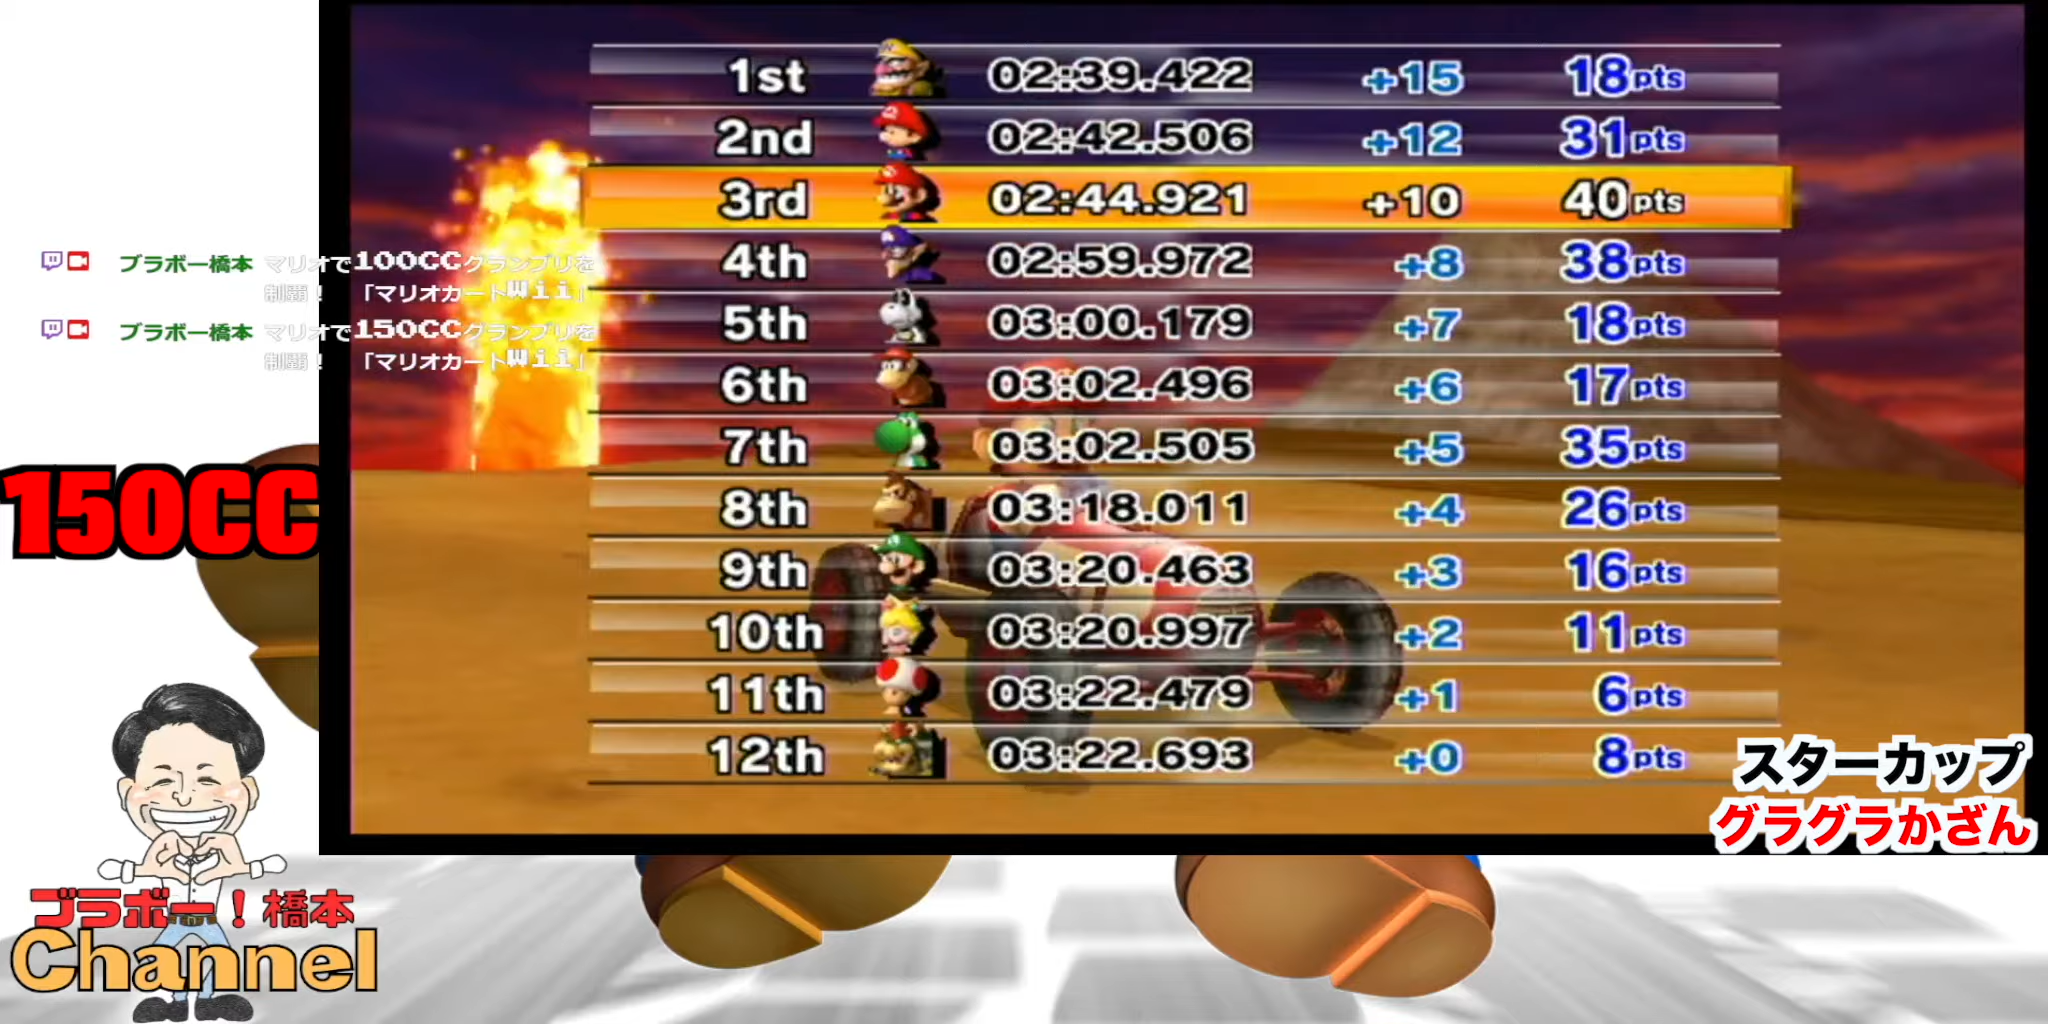 1st 02:39.422 +15 18pts
2nd 02:42.506 +12 31pts
3rd 02:44.921 +10 40pts
4th 02:59.972 +8 38pts
5th 03:00.179 +7 18pts
6th 03:02.496 +6 17pts
7th 03:02.505 +5 35pts
8th 03:18.011 +4 26pts
9th 03:20.463 +3 16pts
10th 03:20.997 +2 11pts
11th 03:22.479 +1 6pts
12th 03:22.693 +0 8pts
ブラボー橋本 マリオで100CCグランプリを
制覇! 「マリオカートWii」
ブラボー橋本 マリオで150CCグランプリを
制覇! 「マリオカートWii」
150CC
スターカップ
グラグラかざん
ブラボー!橋本
Channel